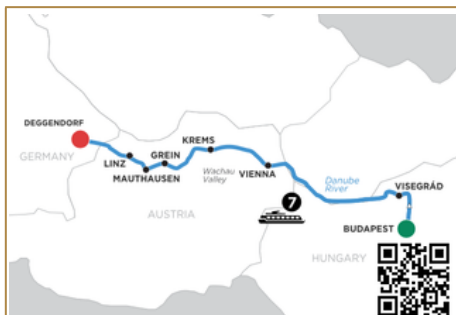 DEGGENDORF
GERMANY
LINZ
MAUTHAUSEN
GREIN
KREMS
Wachau
Valley
VIENNA
AUSTRIA
7
Danube
River
VISEGRÁD
BUDAPEST
HUNGARY